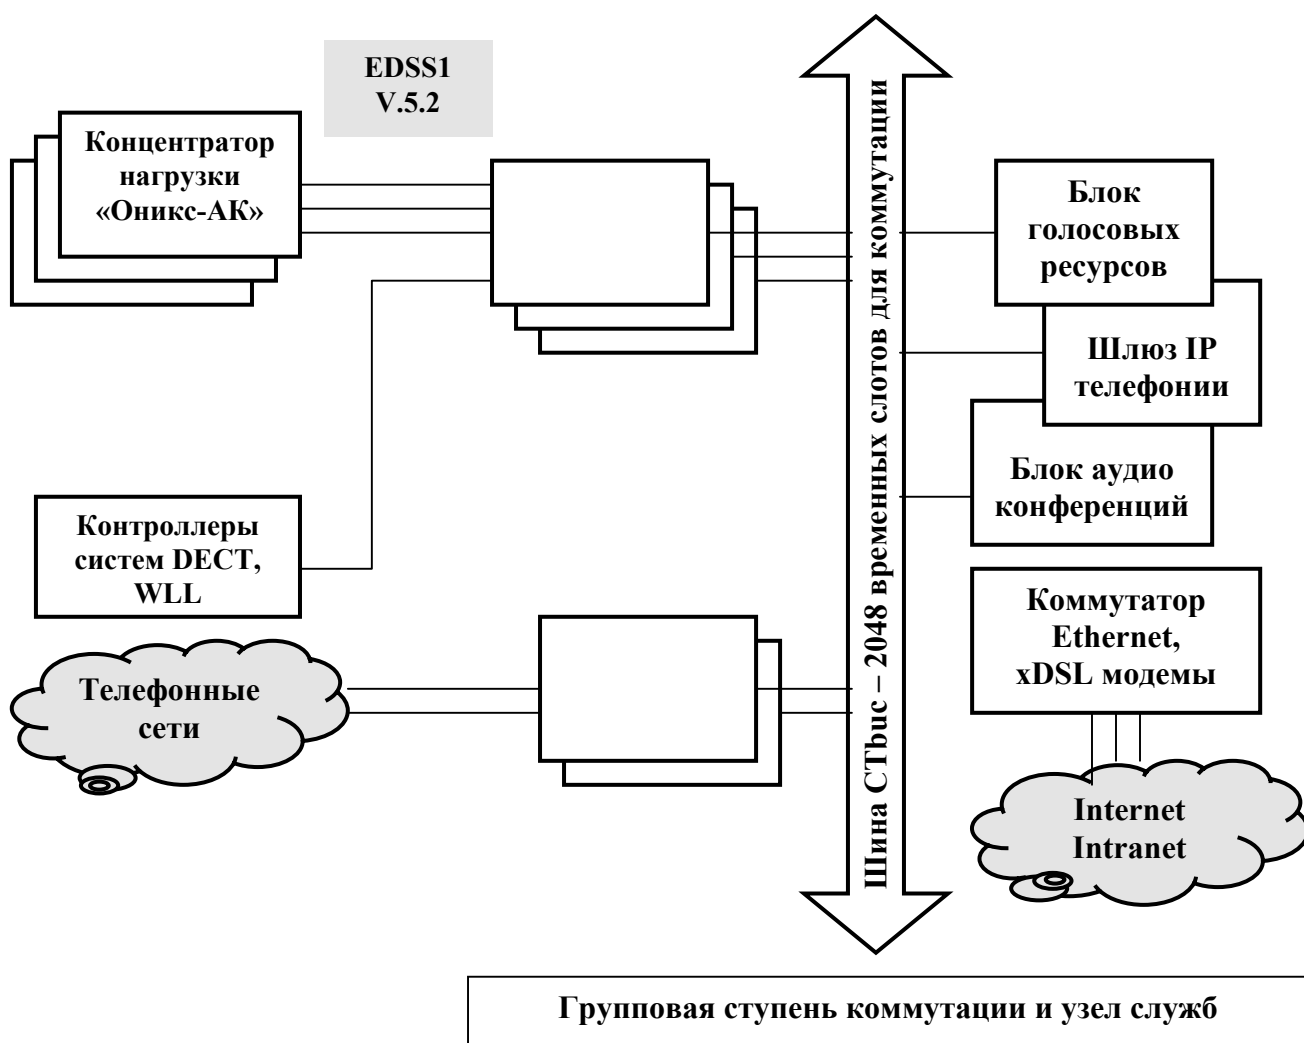 EDSS1
V.5.2
Концентратор
нагрузки
«Оникс-АК»
Шина CTbuc – 2048 временных слотов для коммутации
Блок
голосовых
ресурсов
Шлюз IP
телефонии
Блок аудио
конференций
Контроллеры
систем DECT,
WLL
Коммутатор
Ethernet,
xDSL модемы
Телефонные
сети
Internet
Intranet
Групповая ступень коммутации и узел служб